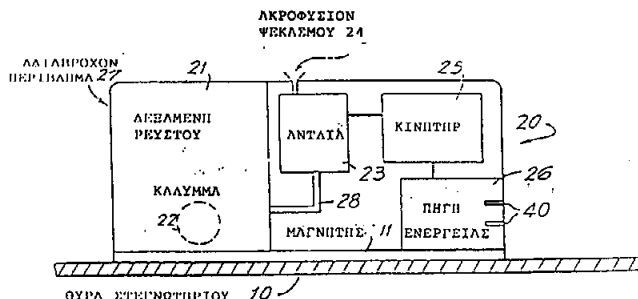 ΑΚΡΟΦΥΣΙΟΝ
ΨΕΚΑΣΜΟΥ 24
ΑΔΙΑΒΡΟΧΟΝ
ΠΕΡΙΒΛΗΜΑ 27
21
25
20
ΔΕΞΑΜΕΝΗ
ΡΕΥΣΤΟΥ
ΑΝΤΛΙΑ
ΚΙΝΗΤΗΡ
23
26
ΚΑΛΥΜΜΑ
22
28
ΠΗΓΗ
40
ΜΑΓΝΗΤΗΣ 11
ΕΝΕΡΓΕΙΑΣ
ΘΥΡΑ ΣΤΕΓΝΩΤΗΡΙΟΥ 10